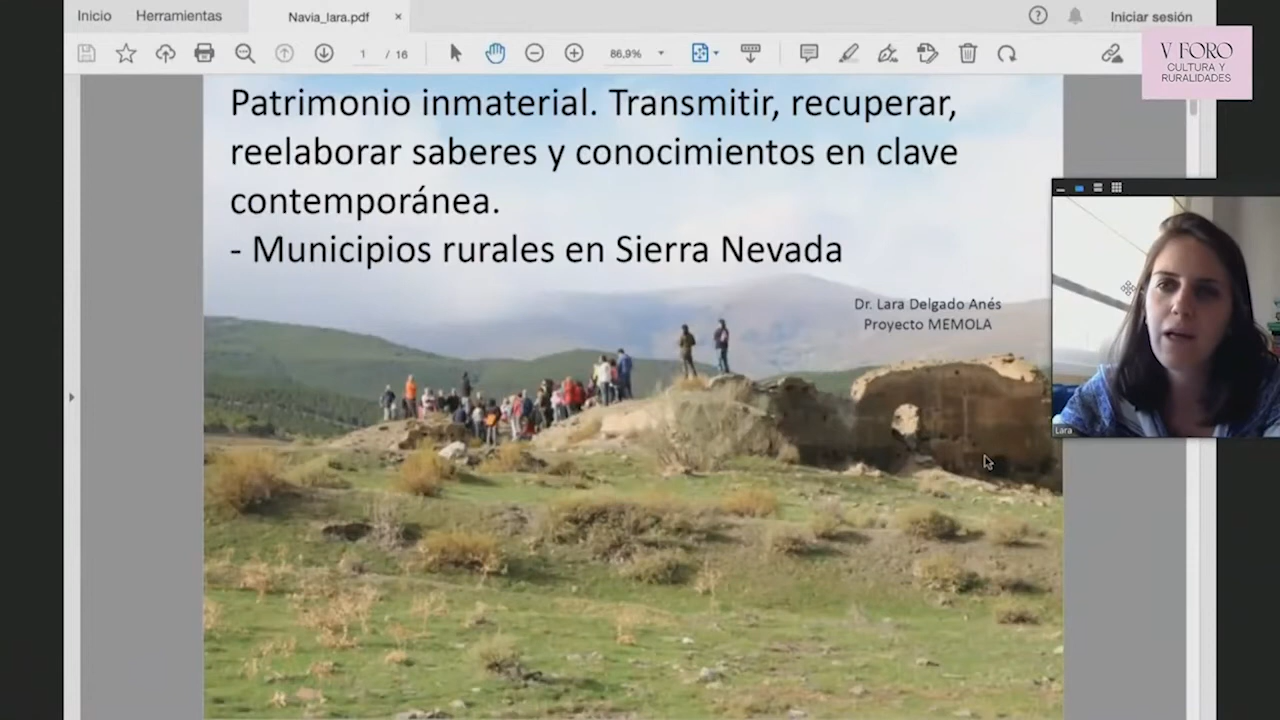 Inicio
Herramientas
Navia_lara.pdf
×
Iniciar sesión
1 / 16
86,9%
V FORO
CULTURA Y
RURALIDADES
Patrimonio inmaterial. Transmitir, recuperar,
reelaborar saberes y conocimientos en clave
contemporánea.
- Municipios rurales en Sierra Nevada
Dr. Lara Delgado Anés
Proyecto MEMOLA
Lara